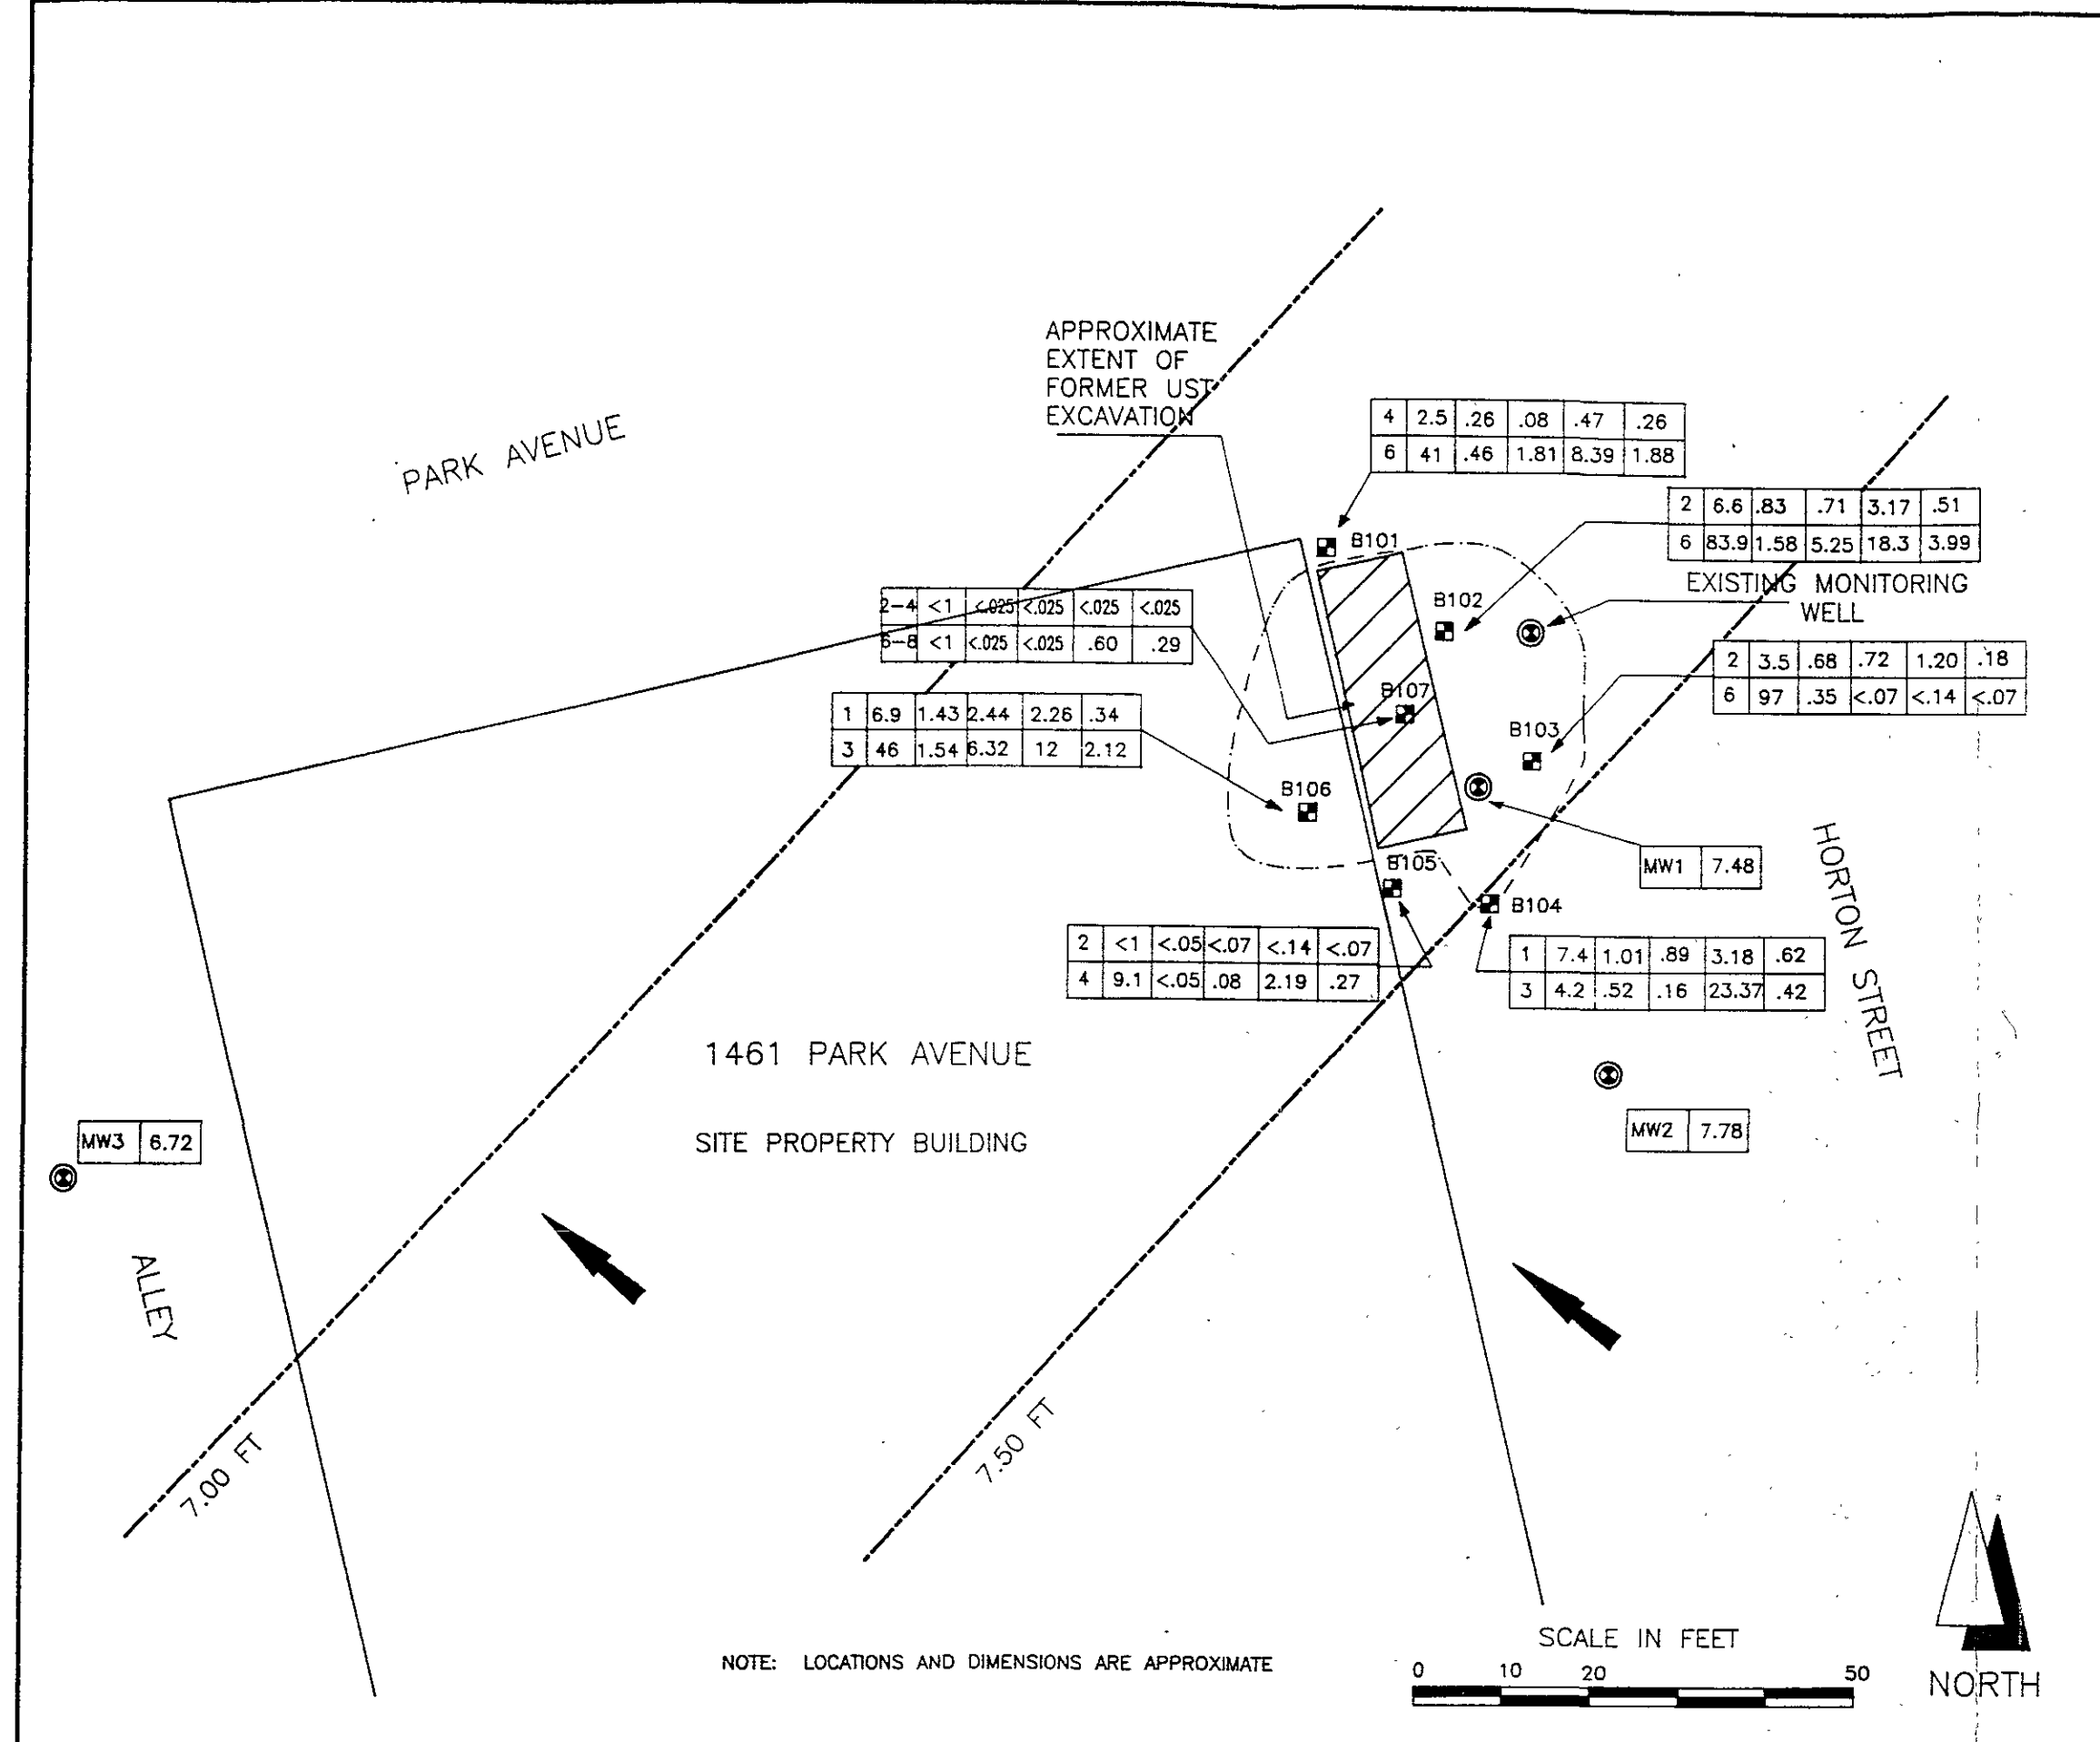 APPROXIMATE
EXTENT OF
FORMER UST
EXCAVATION
PARK AVENUE
4 2.5 .26 .08 .47 .26
6 41 .46 1.81 8.39 1.88
B101
2 6.6 .83 .71 3.17 .51
6 83.9 1.58 5.25 18.3 3.99
EXISTING MONITORING
WELL
B102
2-4 <1 <.025 <.025 <.025 <.025
6-8 <1 <.025 <.025 .60 .29
2 3.5 .68 .72 1.20 .18
6 97 .35 <.07 <.14 <.07
B107
1 6.9 1.43 2.44 2.26 .34
3 46 1.54 6.32 12 2.12
B103
B106
HORTON STREET
B105
MW1 7.48
B104
2 <1 <.05 <.07 <.14 <.07
4 9.1 <.05 .08 2.19 .27
1 7.4 1.01 .89 3.18 .62
3 4.2 .52 .16 23.37 .42
1461 PARK AVENUE
SITE PROPERTY BUILDING
MW3 6.72
MW2 7.78
ALLEY
7.00 FT
7.50 FT
SCALE IN FEET
0 10 20 50
NOTE: LOCATIONS AND DIMENSIONS ARE APPROXIMATE
NORTH